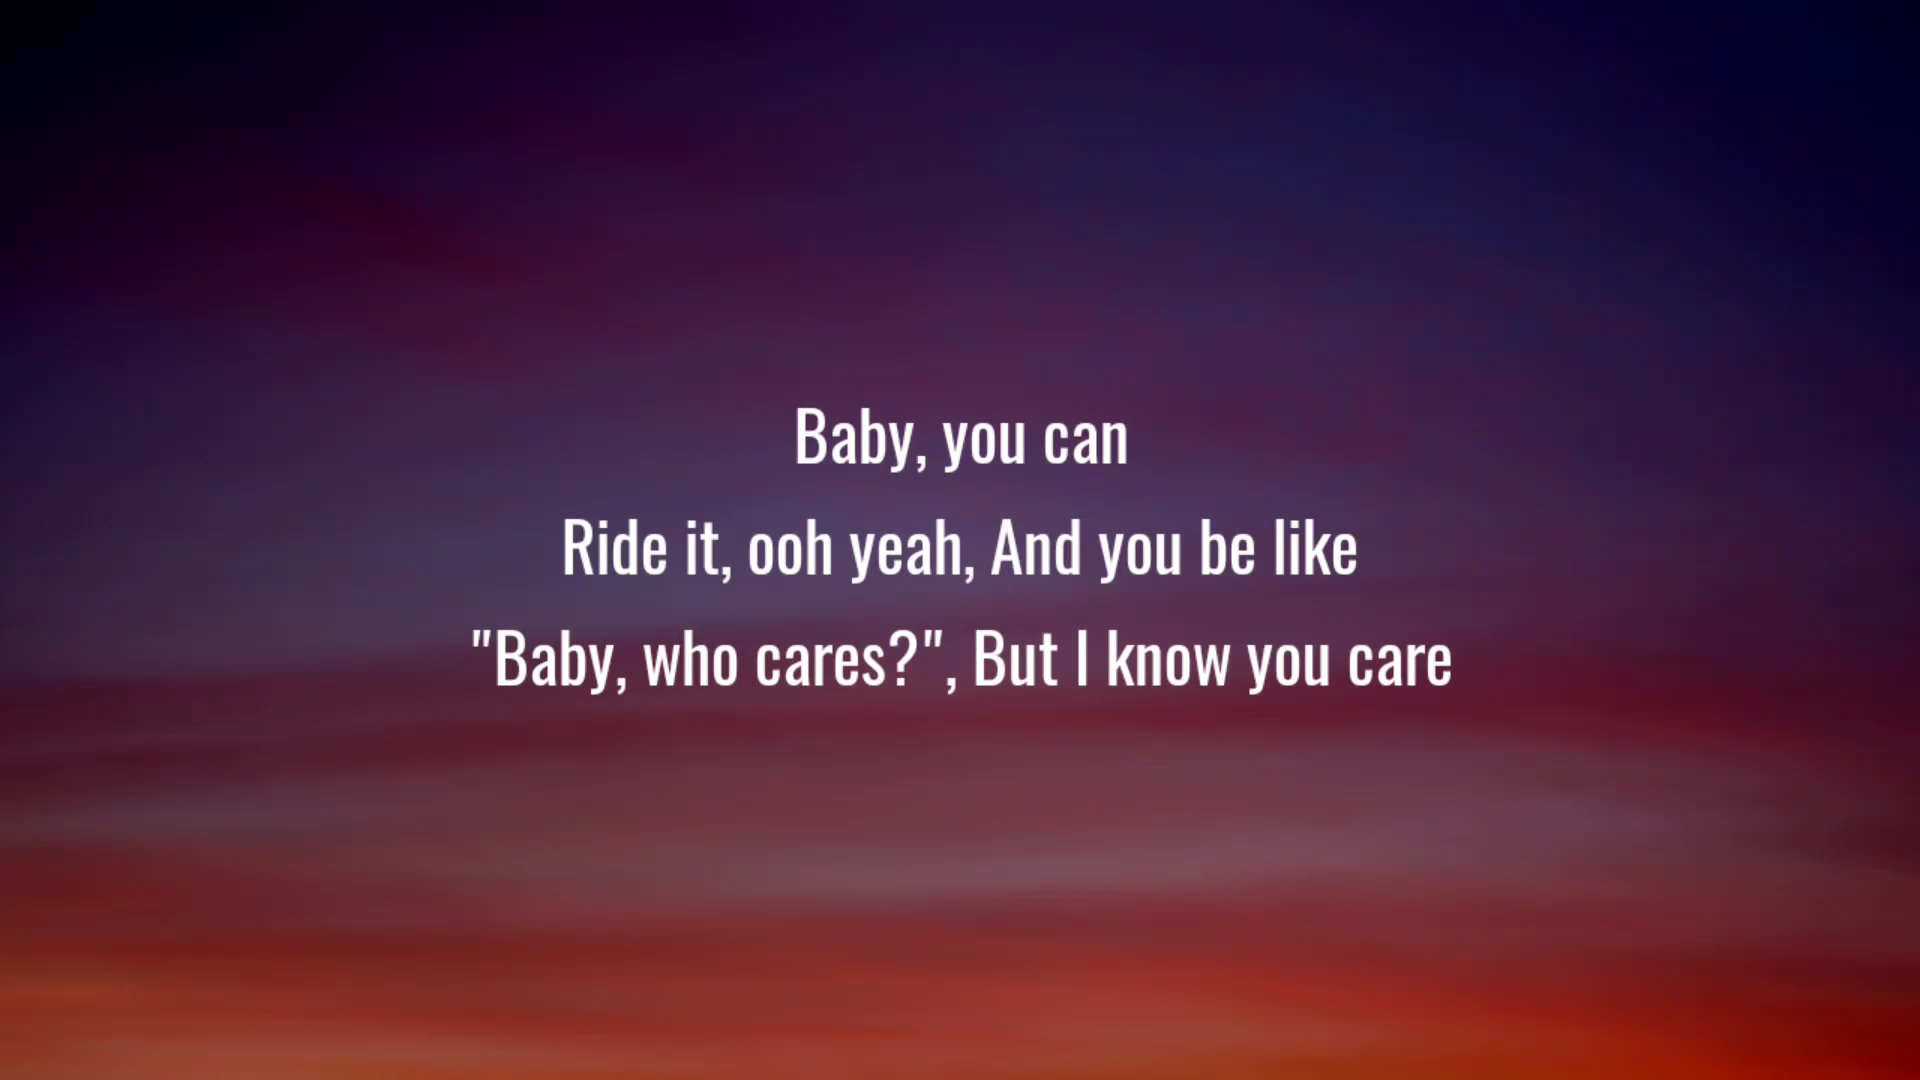 Baby, you can
Ride it, ooh yeah, And you be like
"Baby, who cares?", But I know you care